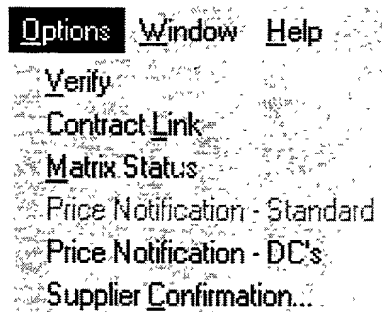 Options Window Help
Verify
Contract Link
Matrix Status
Price Notification - Standard
Price Notification - DC's
Supplier Confirmation...